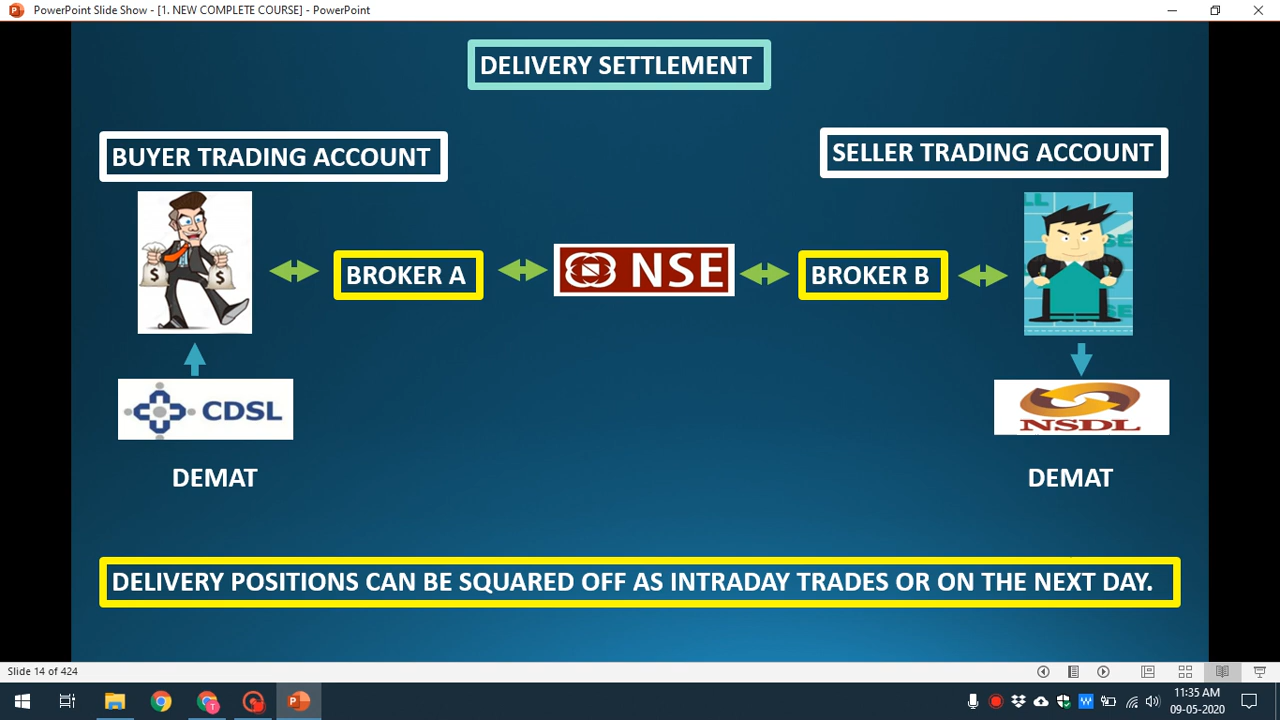 PowerPoint Slide Show - [1. NEW COMPLETE COURSE] - PowerPoint
DELIVERY SETTLEMENT
BUYER TRADING ACCOUNT
SELLER TRADING ACCOUNT
$ $
BROKER A
NSE
BROKER B
CDSL
NSDL
DEMAT
DEMAT
DELIVERY POSITIONS CAN BE SQUARED OFF AS INTRADAY TRADES OR ON THE NEXT DAY.
Slide 14 of 424
11:35 AM
09-05-2020